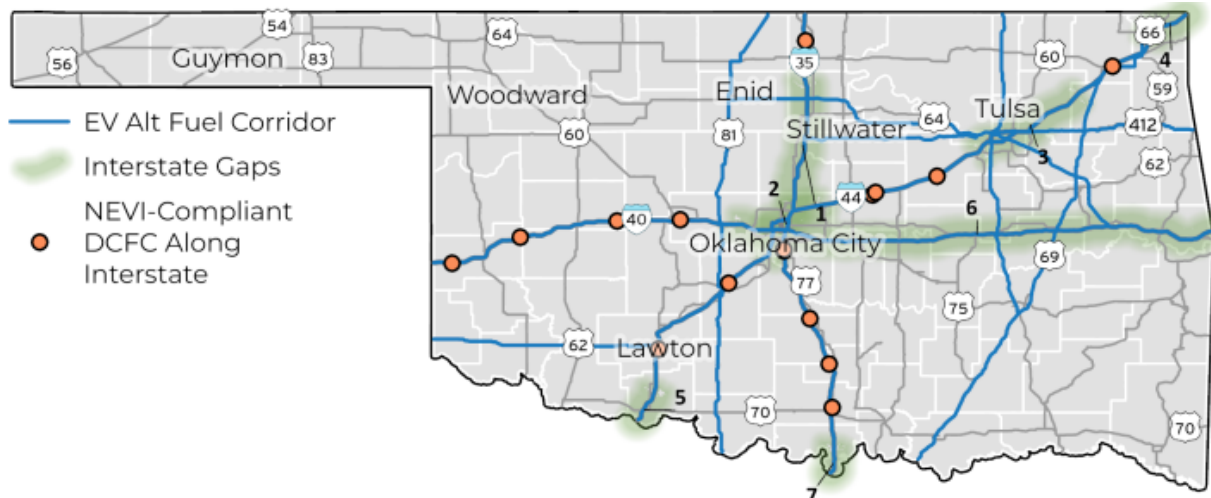 54
66
64
56
Guymon
83
35
60
4
59
Woodward
Enid
Tulsa
EV Alt Fuel Corridor
60
81
Stillwater
64
412
3
62
Interstate Gaps
2
44
1
6
NEVI-Compliant
DCFC Along
Interstate
40
Oklahoma City
69
77
75
62
Lawton
5
70
70
7